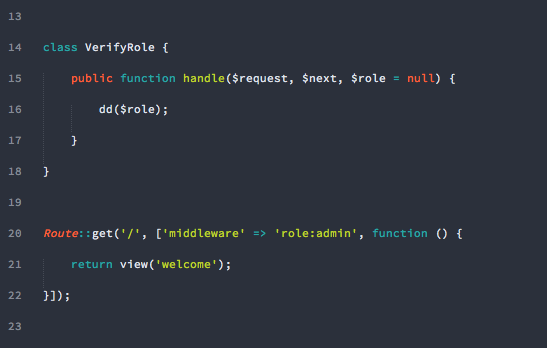 13
14 class VerifyRole {
15     public function handle($request, $next, $role = null) {
16         dd($role);
17     }
18 }
19
20 Route::get('/', ['middleware' => 'role:admin', function () {
21     return view('welcome');
22 }]);
23